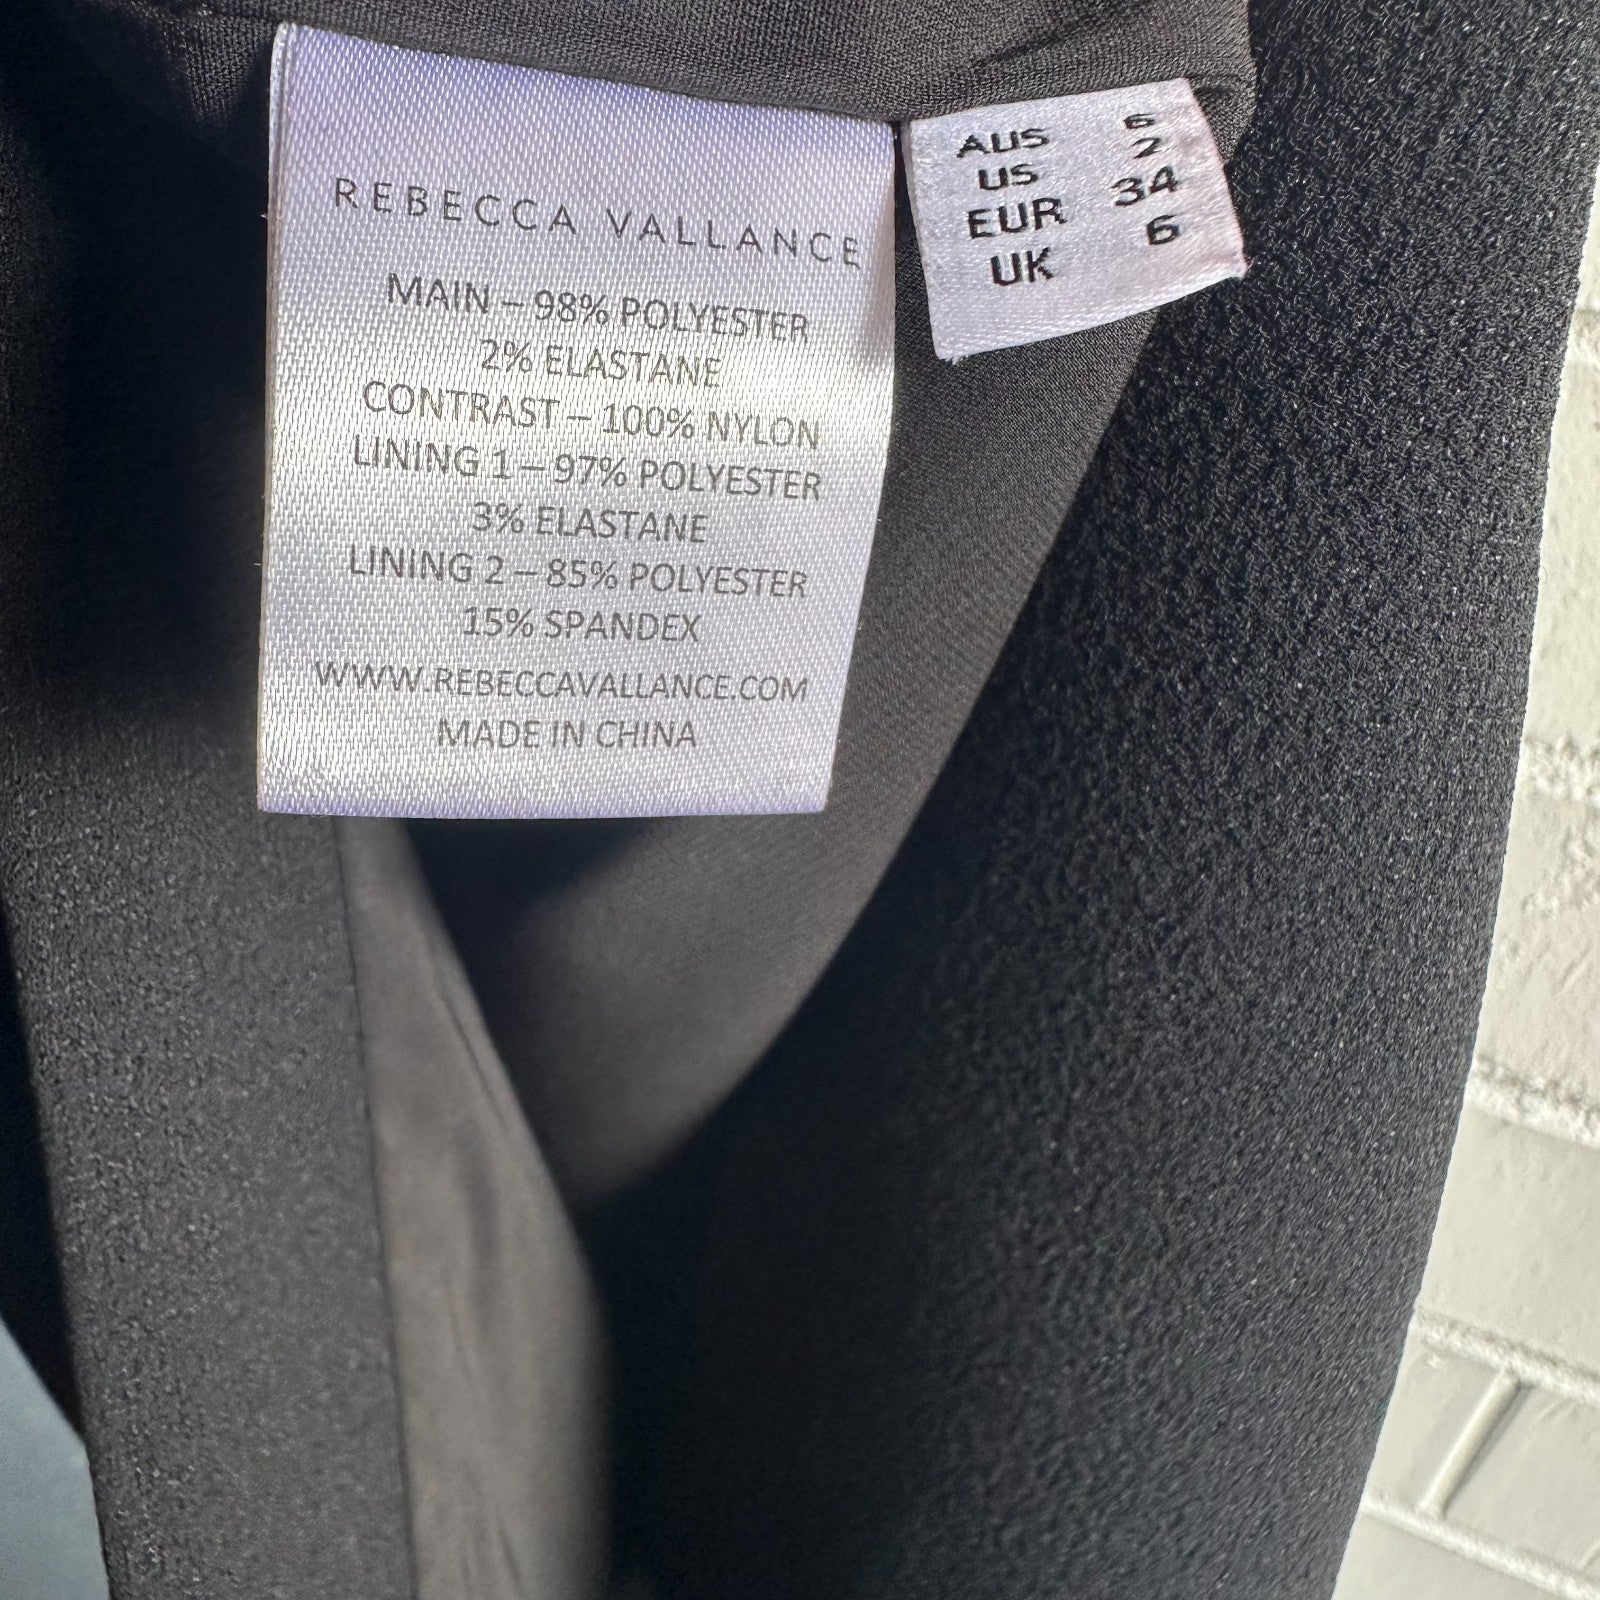 REBECCA VALLANCE
MAIN – 98% POLYESTER
2% ELASTANE
CONTRAST – 100% NYLON
LINING 1 – 97% POLYESTER
3% ELASTANE
LINING 2 – 85% POLYESTER
15% SPANDEX
WWW.REBECCAVALLANCE.COM
MADE IN CHINA
AUS 6
US 2
EUR 34
UK 6